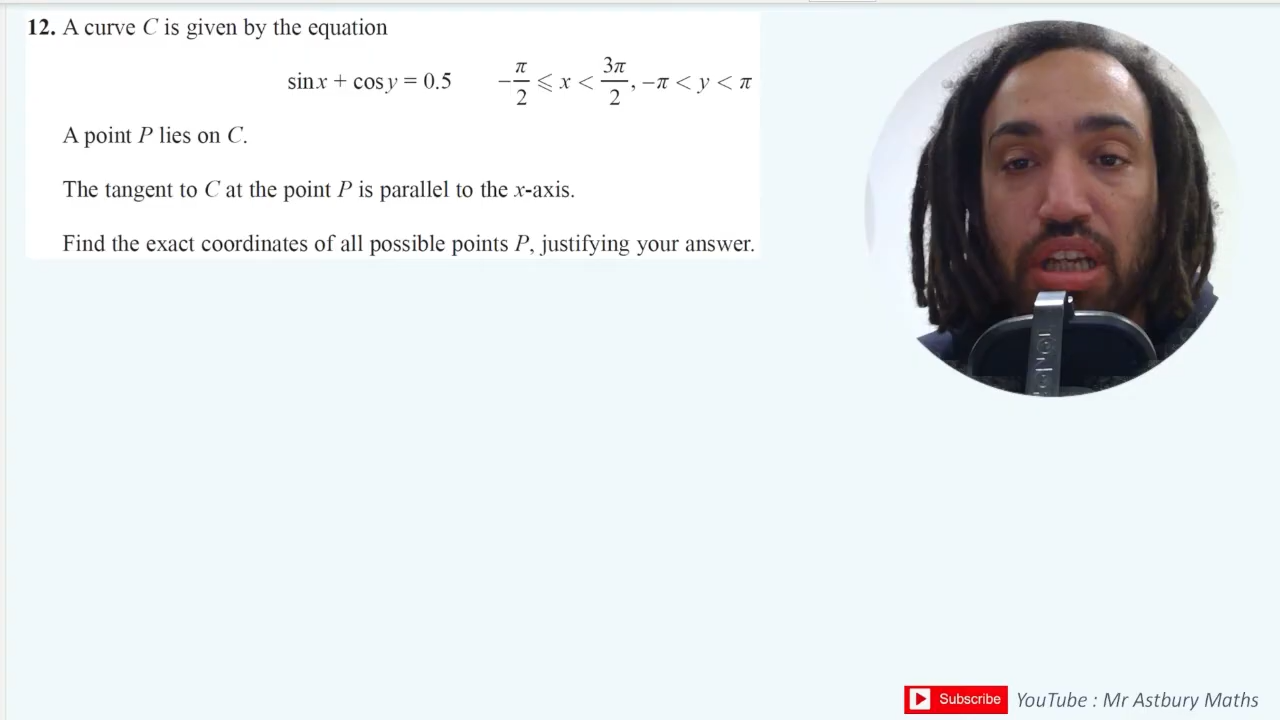 12. A curve C is given by the equation
sin x + cos y = 0.5 −π/2 ⩽ x < 3π/2, −π < y < π
A point P lies on C.
The tangent to C at the point P is parallel to the x-axis.
Find the exact coordinates of all possible points P, justifying your answer.
Subscribe YouTube : Mr Astbury Maths